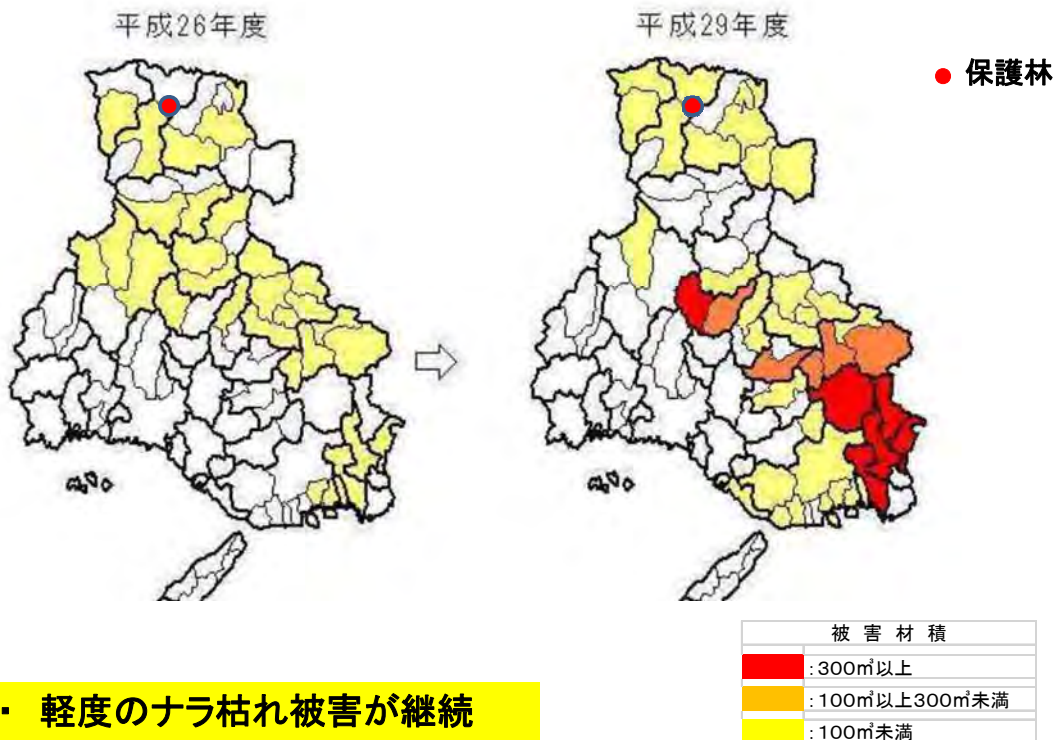 平成26年度
平成29年度
● 保護林
被害材積
:300㎥以上
:100㎥以上300㎥未満
:100㎥未満
・ 軽度のナラ枯れ被害が継続